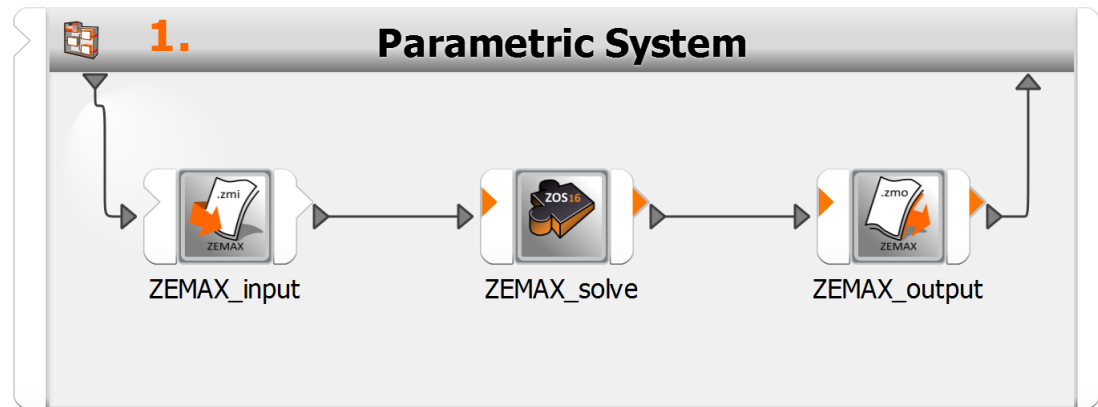 1. Parametric System
.zmi
ZEMAX
ZOS16
.zmo
ZEMAX
ZEMAX_input
ZEMAX_solve
ZEMAX_output